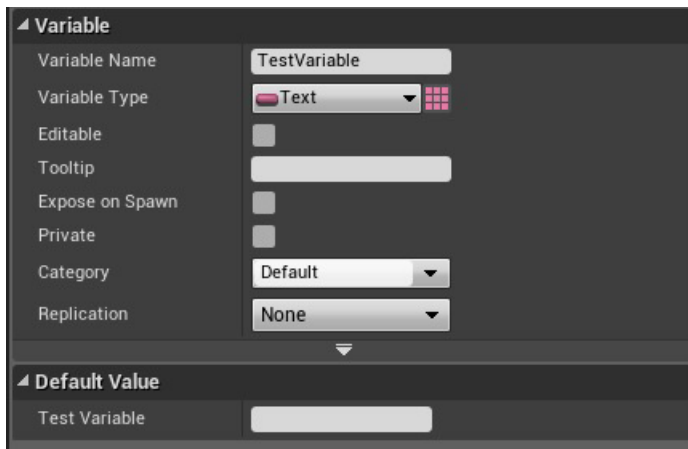 Variable
Variable Name TestVariable
Variable Type Text
Editable
Tooltip
Expose on Spawn
Private
Category Default
Replication None
Default Value
Test Variable